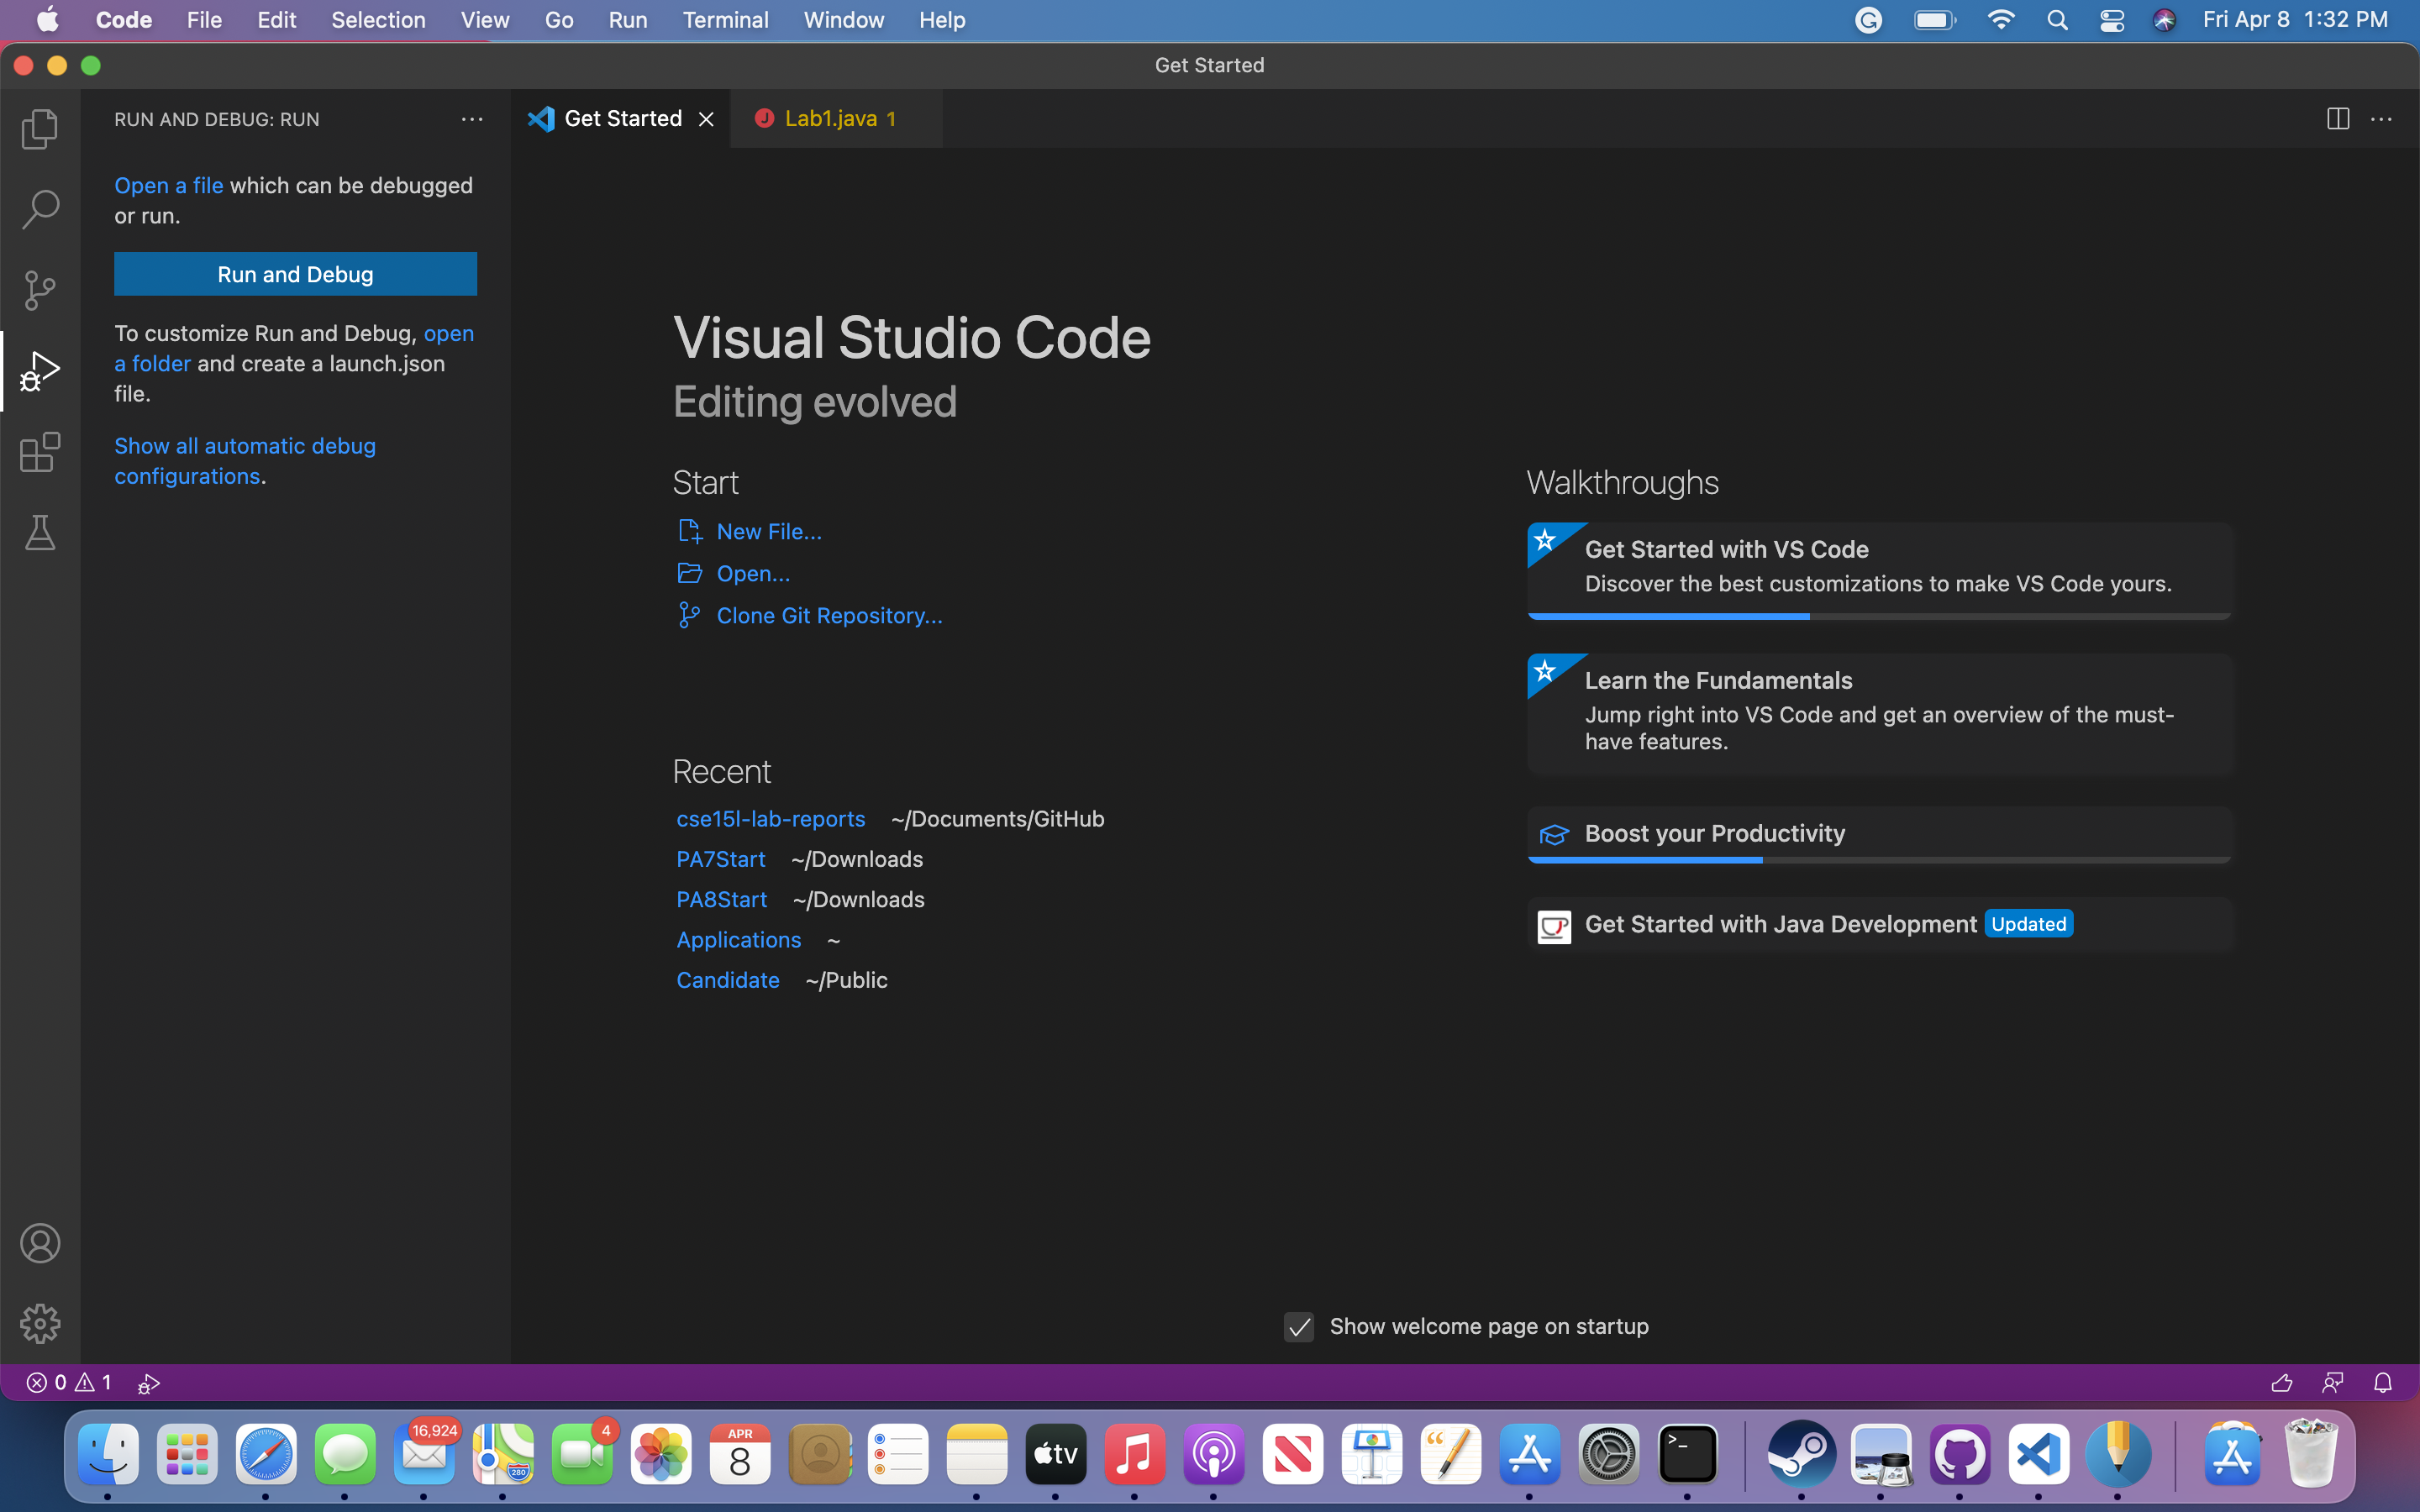 Code File Edit Selection View Go Run Terminal Window Help Fri Apr 8 1:32 PM
Get Started
RUN AND DEBUG: RUN
Get Started
Lab1.java 1
Open a file which can be debugged
or run.
Run and Debug
To customize Run and Debug, open
a folder and create a launch.json
file.
Show all automatic debug
configurations.
Visual Studio Code
Editing evolved
Start
New File...
Open...
Clone Git Repository...
Recent
cse15l-lab-reports ~/Documents/GitHub
PA7Start ~/Downloads
PA8Start ~/Downloads
Applications ~
Candidate ~/Public
Walkthroughs
Get Started with VS Code
Discover the best customizations to make VS Code yours.
Learn the Fundamentals
Jump right into VS Code and get an overview of the must-
have features.
Boost your Productivity
Get Started with Java Development Updated
Show welcome page on startup
0 1
16,924
280
4
APR
8
tv